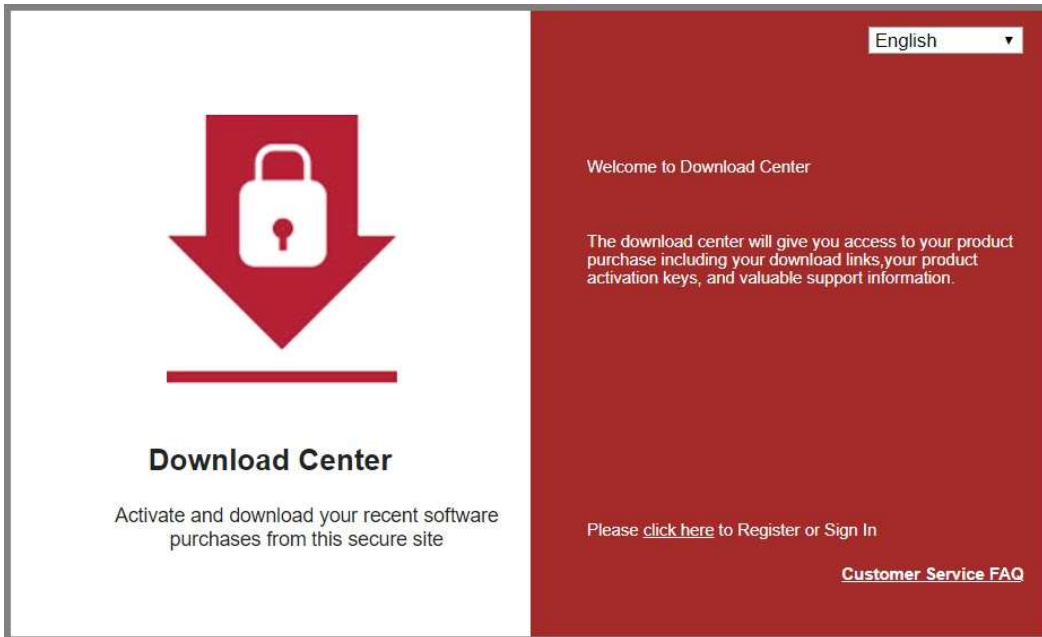 Download Center
Activate and download your recent software
purchases from this secure site
English
Welcome to Download Center
The download center will give you access to your product
purchase including your download links,your product
activation keys, and valuable support information.
Please click here to Register or Sign In
Customer Service FAQ